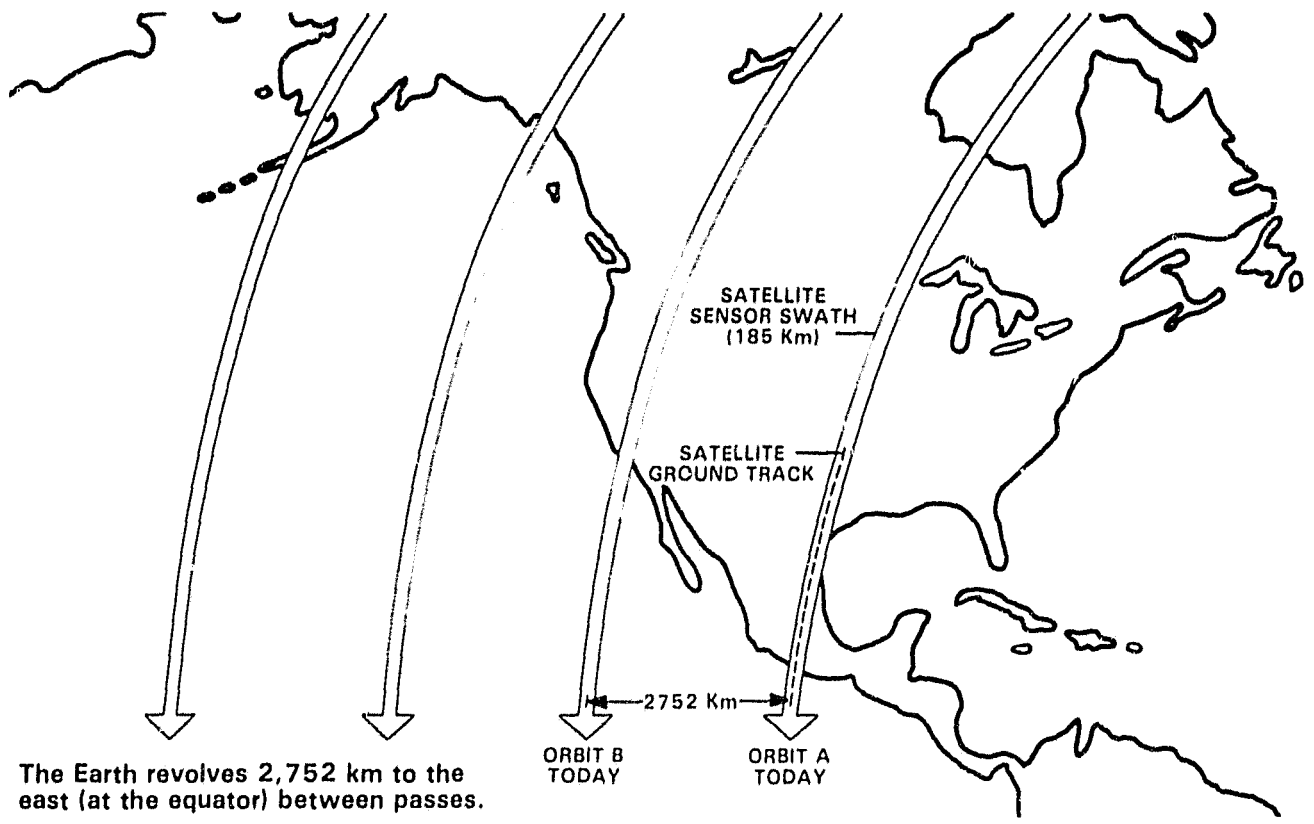 SATELLITE
SENSOR SWATH
(185 Km)
SATELLITE
GROUND TRACK
2752 Km
ORBIT B
TODAY
ORBIT A
TODAY
The Earth revolves 2,752 km to the
east (at the equator) between passes.